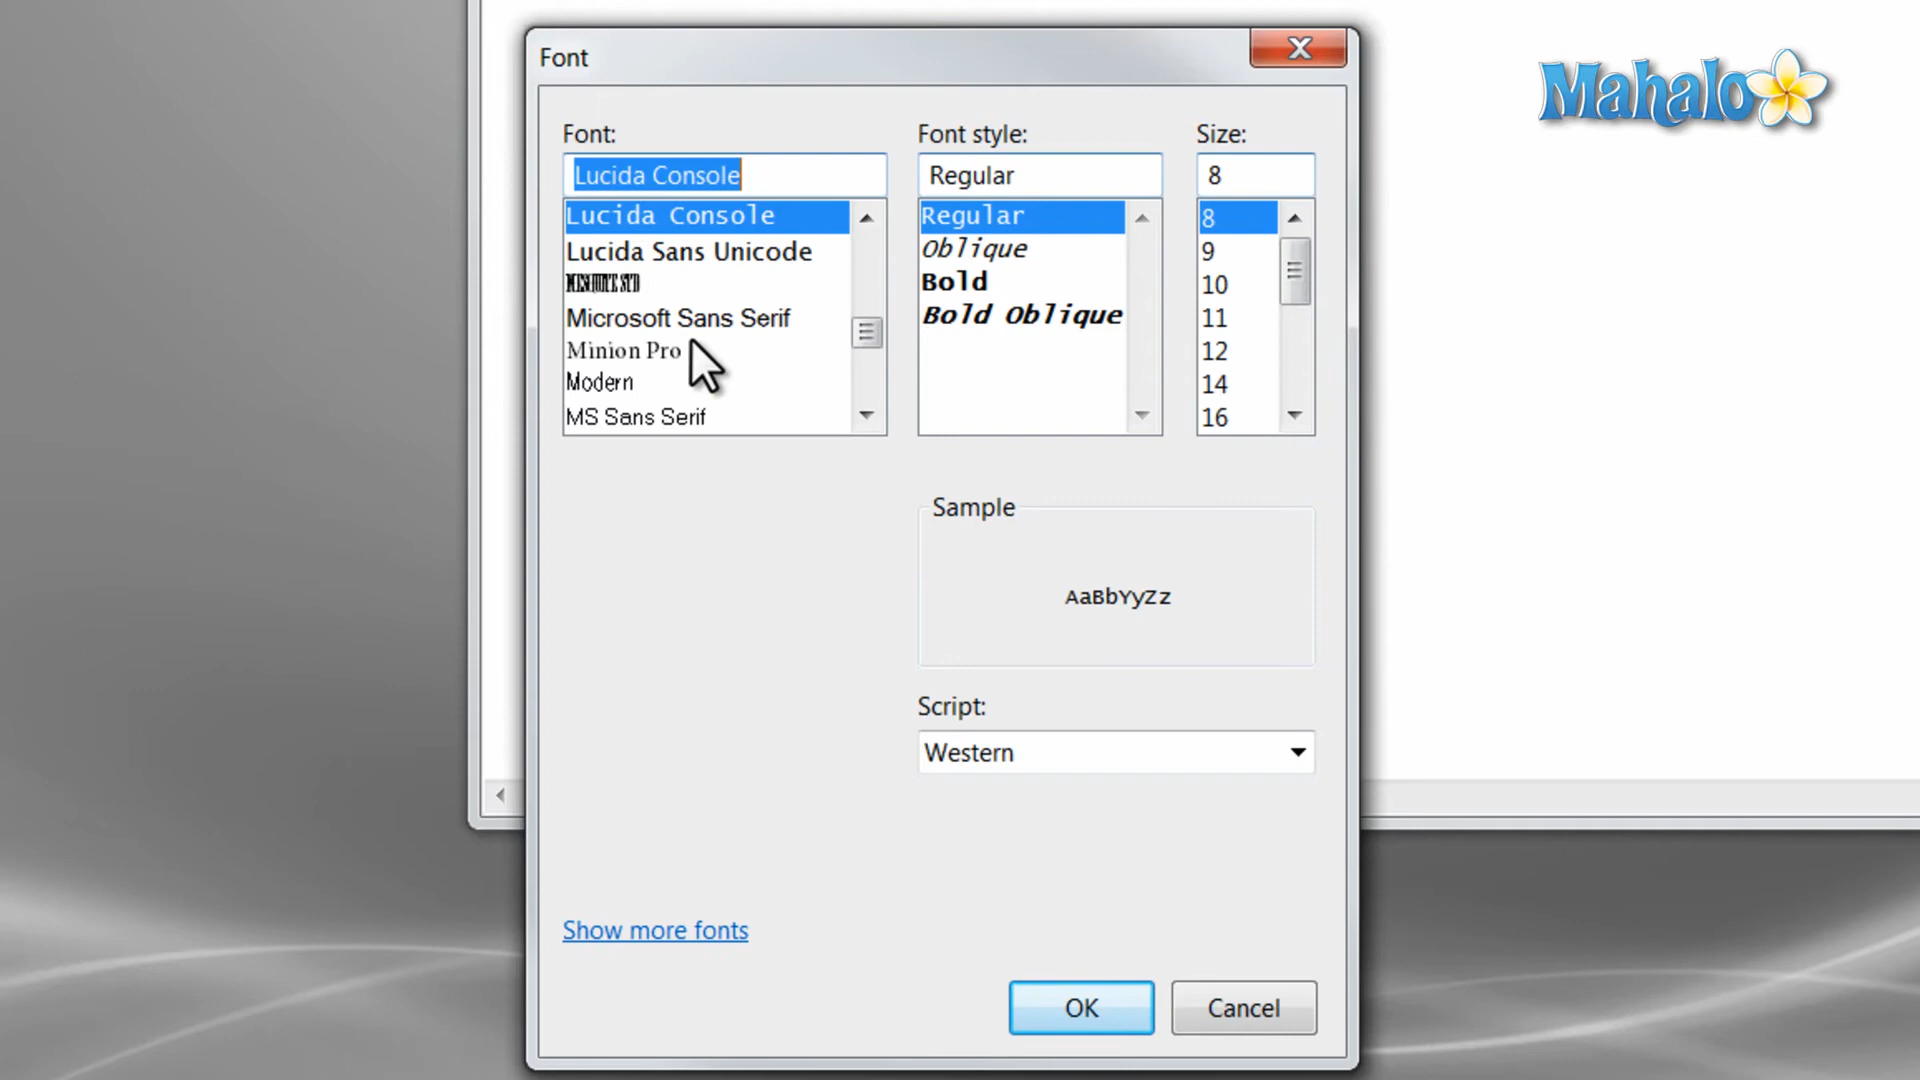 Font
Mahalo
Font:
Font style:
Size:
Lucida Console
Regular
8
Lucida Console
Lucida Sans Unicode
MESQUITE STD
Microsoft Sans Serif
Minion Pro
Modern
MS Sans Serif
Regular
Oblique
Bold
Bold Oblique
8
9
10
11
12
14
16
Sample
AaBbYyZz
Script:
Western
Show more fonts
OK
Cancel